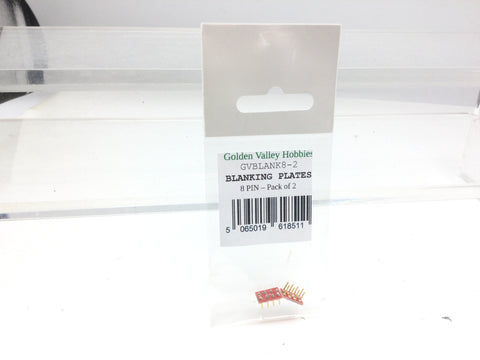 Golden Valley Hobbies
GVBLANK8-2
BLANKING PLATES
8 PIN – Pack of 2
5 065019 618511